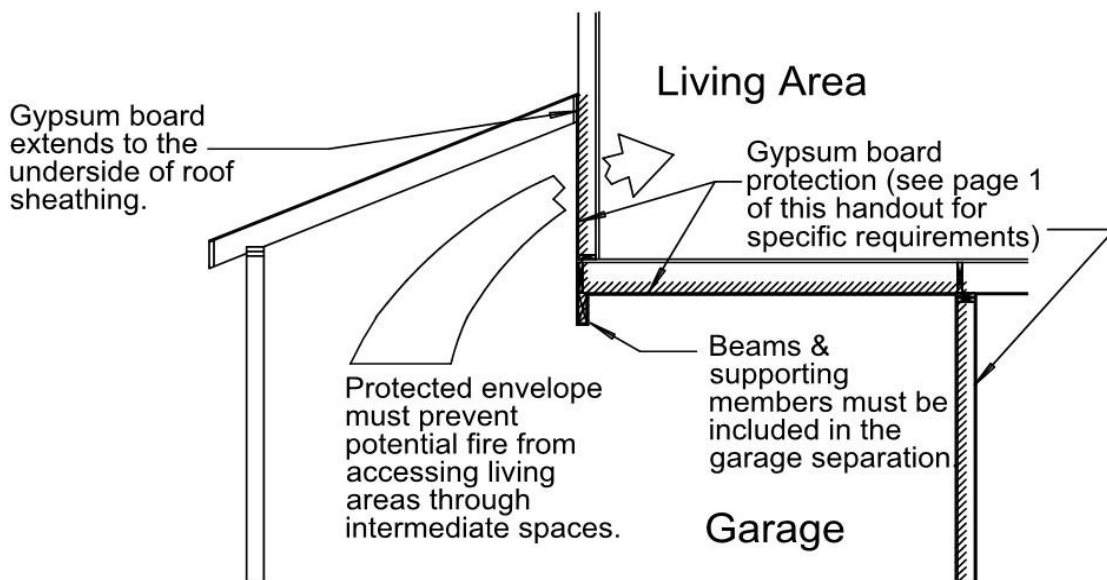 Living Area
Gypsum board
extends to the
underside of roof
sheathing.
Gypsum board
protection (see page 1
of this handout for
specific requirements)
Beams &
supporting
members must be
included in the
garage separation.
Protected envelope
must prevent
potential fire from
accessing living
areas through
intermediate spaces.
Garage